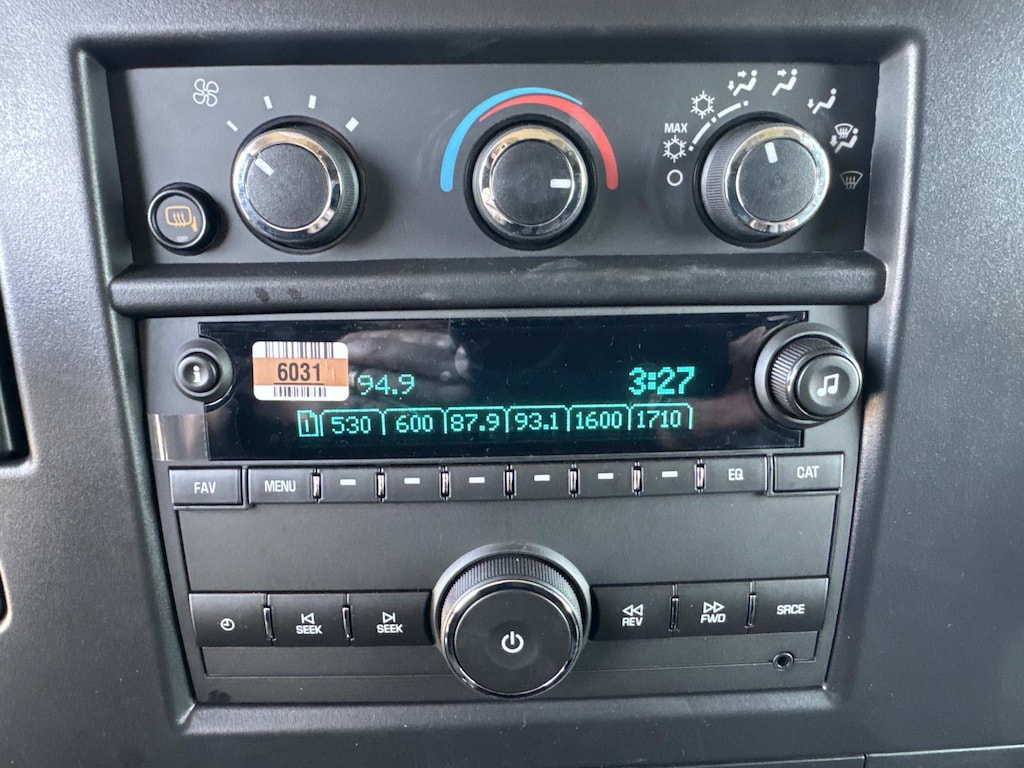 MAX
6031
94.9
3:27
1 530 600 87.9 93.1 1600 1710
FAV MENU EQ CAT
SEEK SEEK REV FWD SRCE